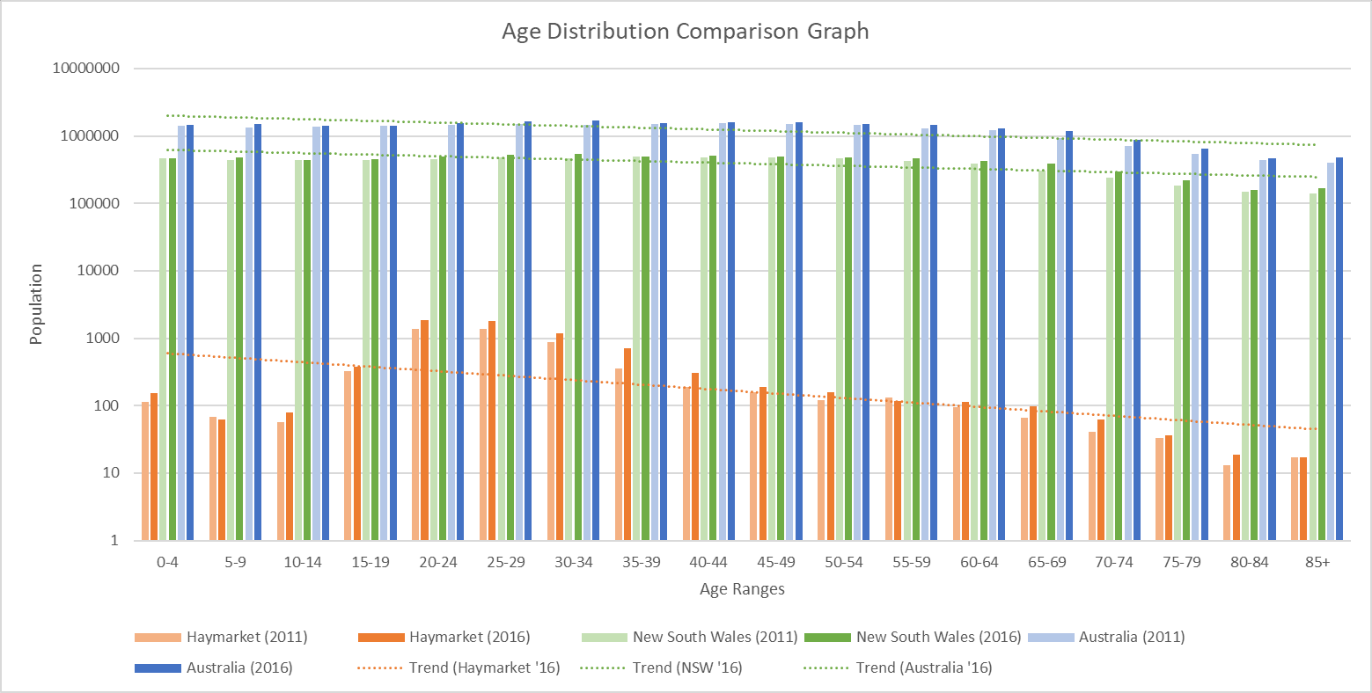 Age Distribution Comparison Graph
10000000
1000000
100000
10000
1000
100
10
1
Population
0-4 5-9 10-14 15-19 20-24 25-29 30-34 35-39 40-44 45-49 50-54 55-59 60-64 65-69 70-74 75-79 80-84 85+
Age Ranges
Haymarket (2011) Haymarket (2016) New South Wales (2011) New South Wales (2016) Australia (2011)
Australia (2016) Trend (Haymarket '16) Trend (NSW '16) Trend (Australia '16)